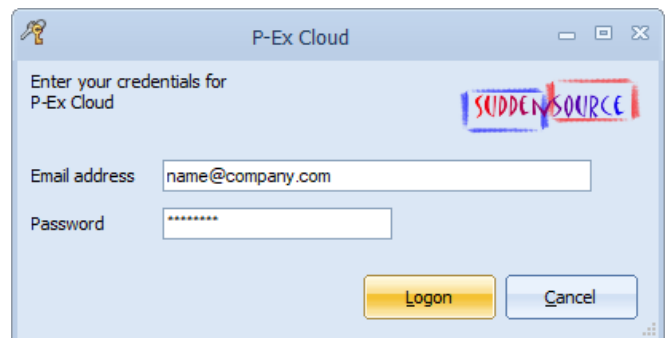 P-Ex Cloud
Enter your credentials for
P-Ex Cloud
SUDDEN SOURCE
Email address name@company.com
Password ********
Logon Cancel